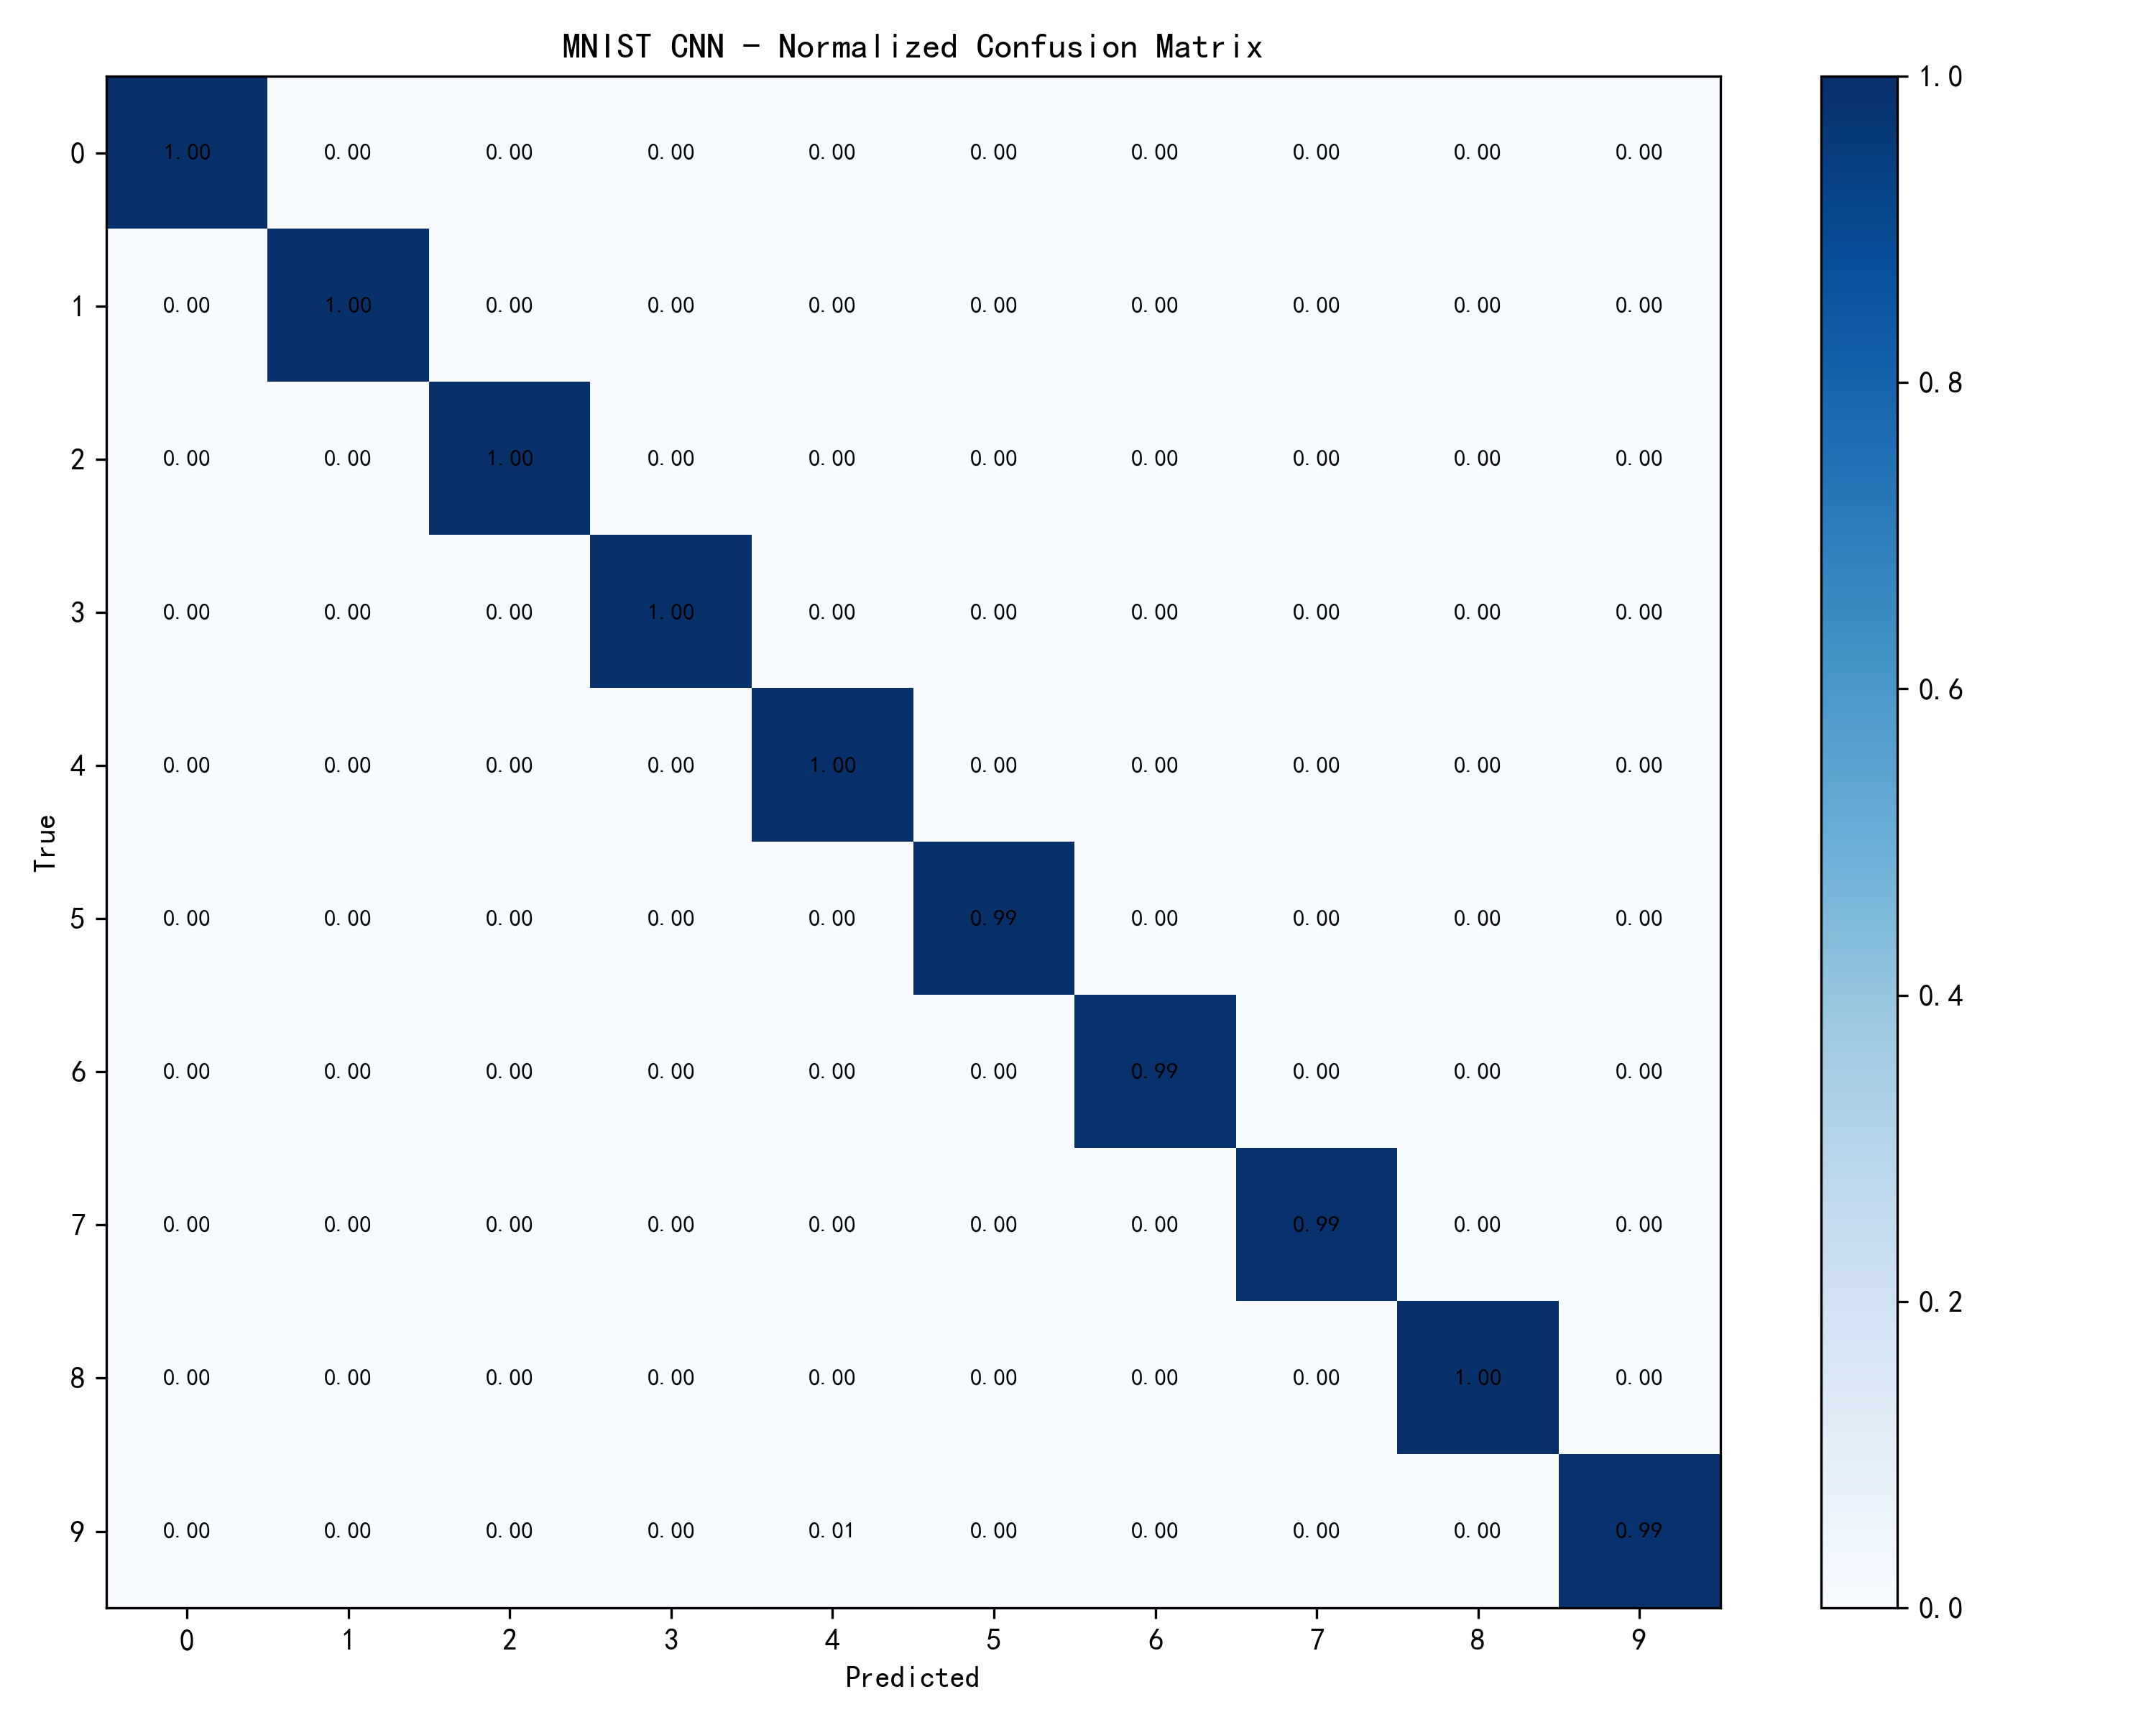 MNIST CNN - Normalized Confusion Matrix
1.0
0 1.00 0.00 0.00 0.00 0.00 0.00 0.00 0.00 0.00 0.00
1 0.00 1.00 0.00 0.00 0.00 0.00 0.00 0.00 0.00 0.00
0.8
2 0.00 0.00 1.00 0.00 0.00 0.00 0.00 0.00 0.00 0.00
3 0.00 0.00 0.00 1.00 0.00 0.00 0.00 0.00 0.00 0.00
0.6
4 0.00 0.00 0.00 0.00 1.00 0.00 0.00 0.00 0.00 0.00
True
5 0.00 0.00 0.00 0.00 0.00 0.99 0.00 0.00 0.00 0.00
0.4
6 0.00 0.00 0.00 0.00 0.00 0.00 0.99 0.00 0.00 0.00
7 0.00 0.00 0.00 0.00 0.00 0.00 0.00 0.99 0.00 0.00
0.2
8 0.00 0.00 0.00 0.00 0.00 0.00 0.00 0.00 1.00 0.00
9 0.00 0.00 0.00 0.00 0.01 0.00 0.00 0.00 0.00 0.99
0.0
0 1 2 3 4 5 6 7 8 9
Predicted